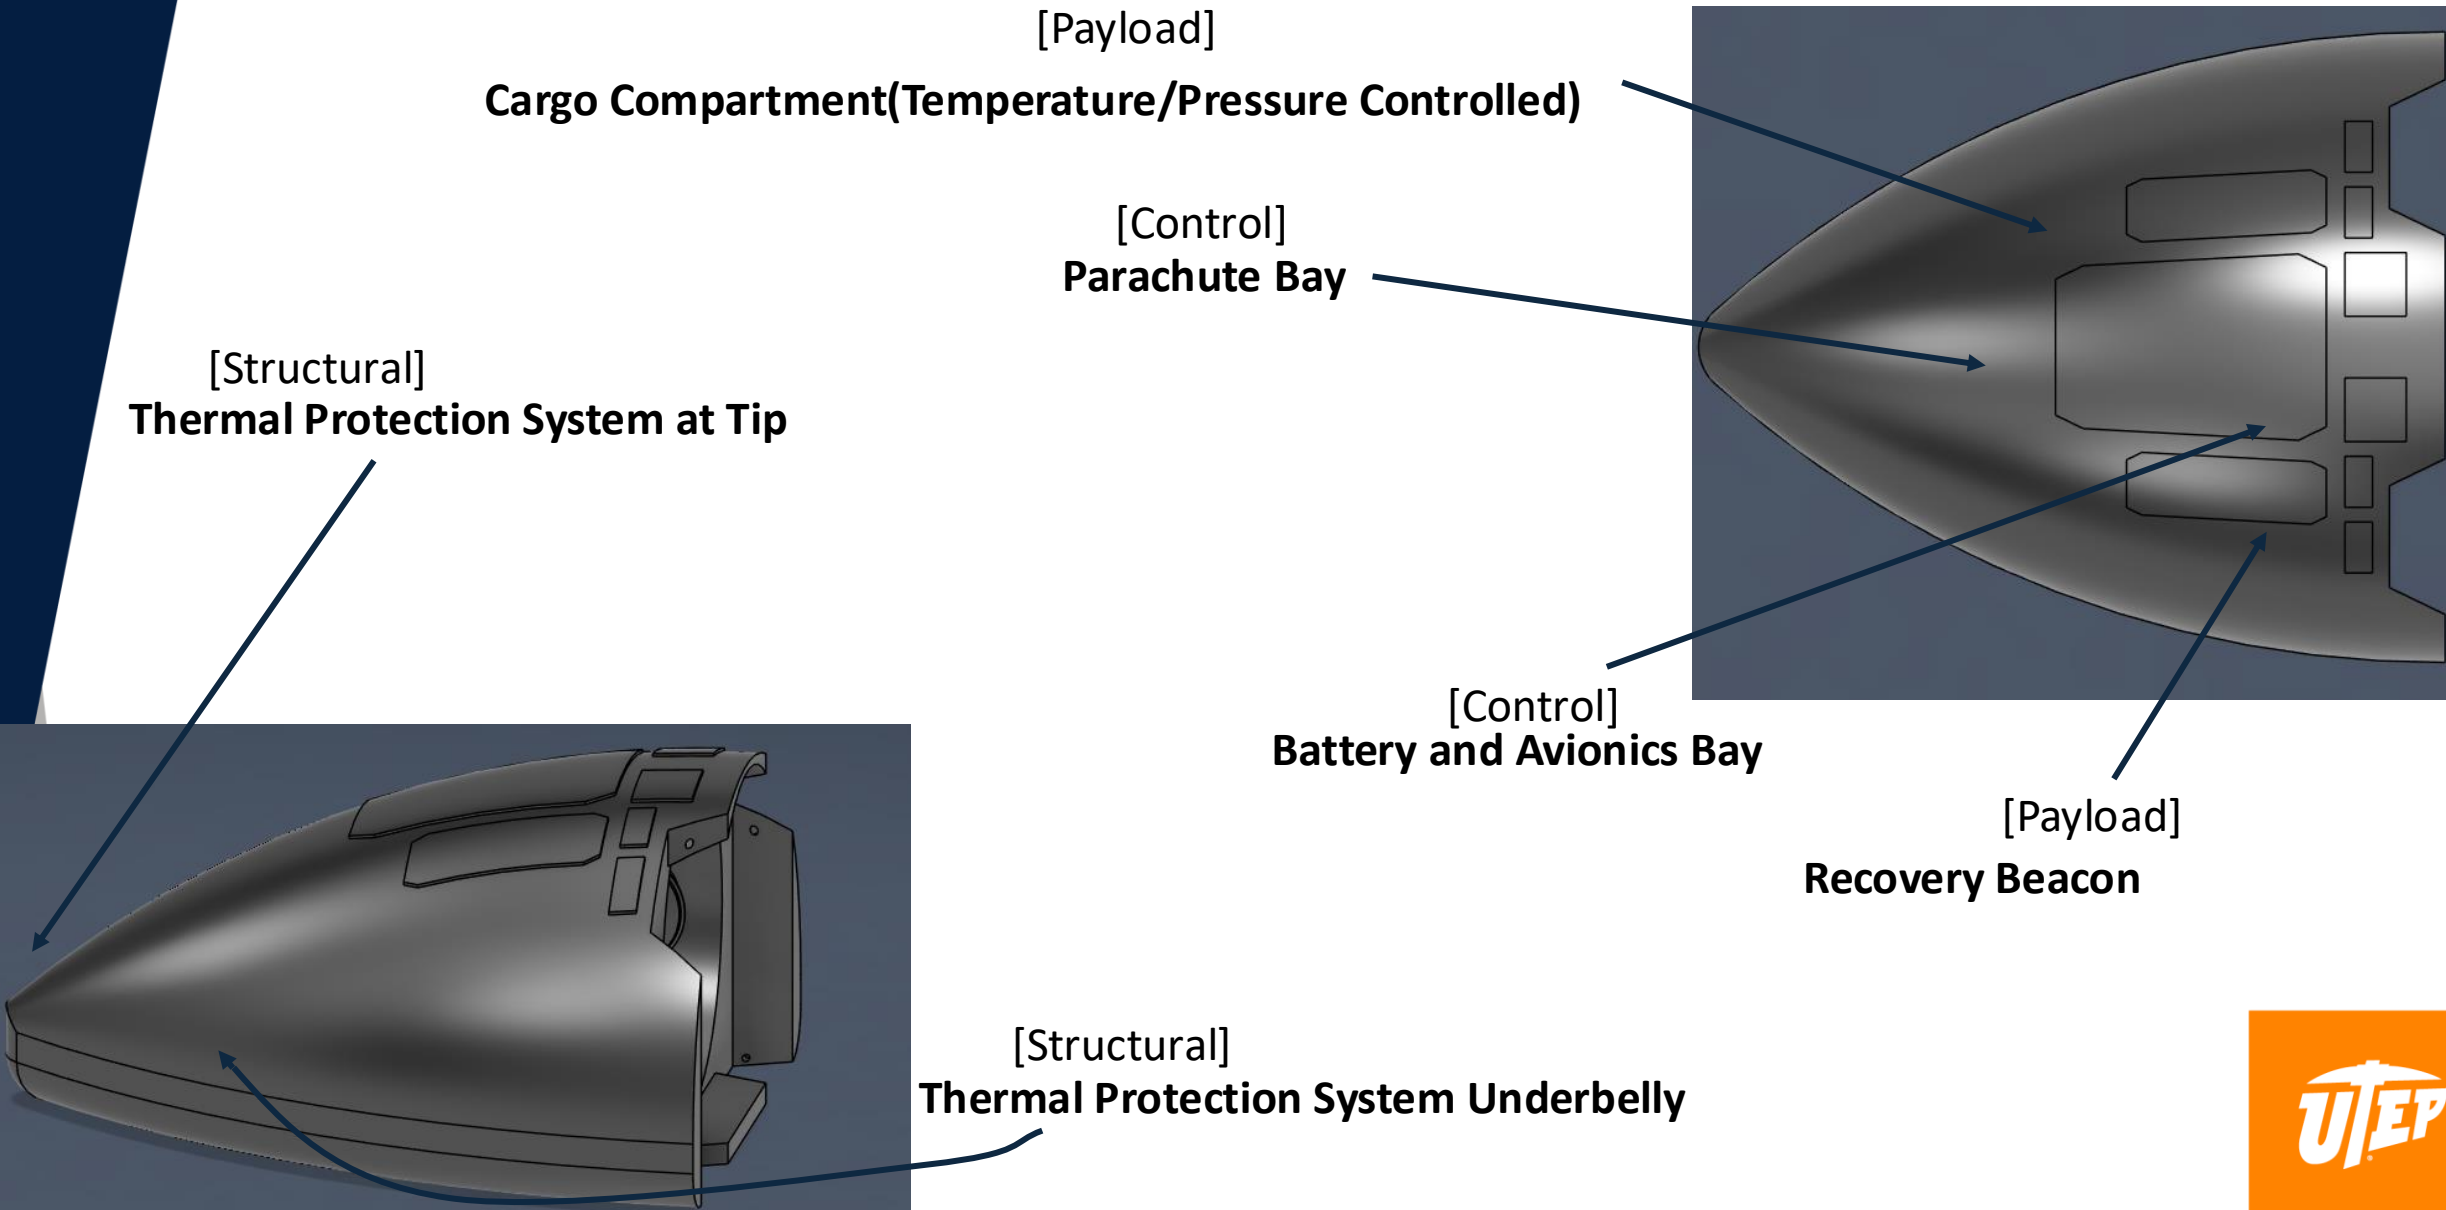 [Payload]
Cargo Compartment(Temperature/Pressure Controlled)
[Control]
Parachute Bay
[Structural]
Thermal Protection System at Tip
[Control]
Battery and Avionics Bay
[Payload]
Recovery Beacon
[Structural]
Thermal Protection System Underbelly
UTEP